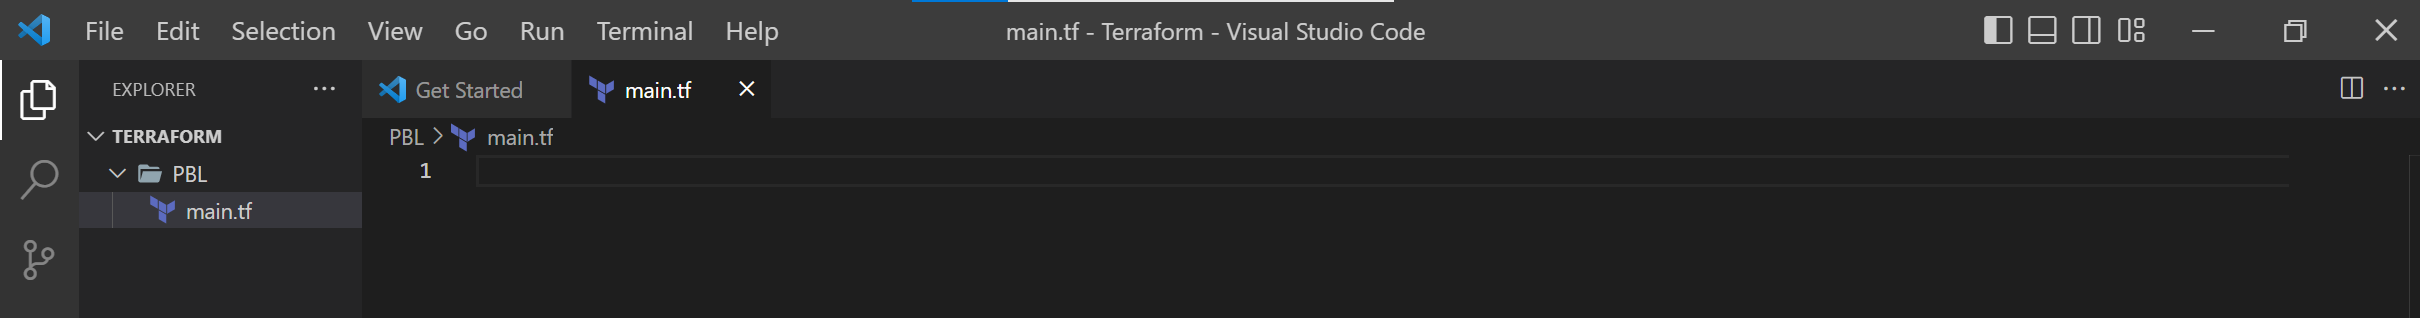 File Edit Selection View Go Run Terminal Help main.tf - Terraform - Visual Studio Code
EXPLORER
Get Started main.tf
TERRAFORM
PBL > main.tf
PBL
1
main.tf